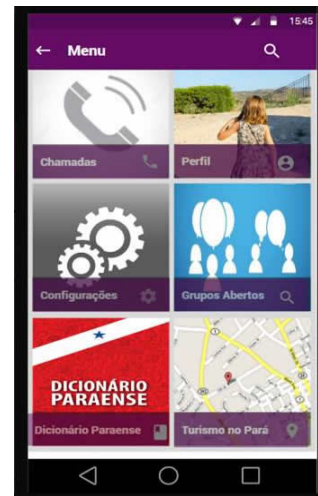 15:45
Menu
Chamadas
Perfil
Configurações
Grupos Abertos
DICIONÁRIO
PARAENSE
Dicionário Paraense
Turismo no Pará